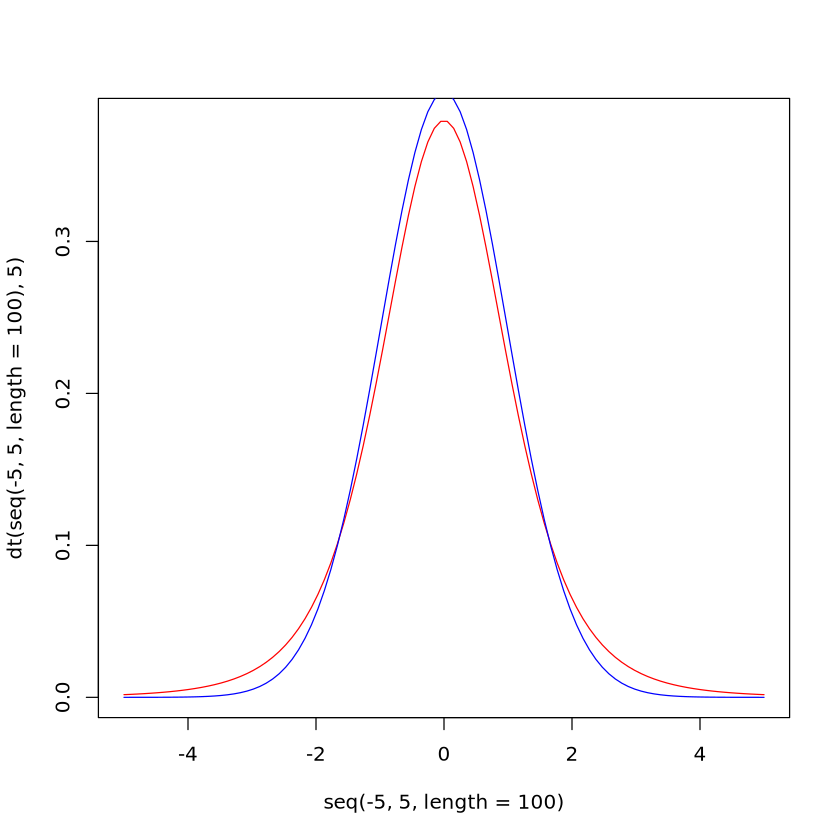 dt(seq(-5, 5, length = 100), 5)
0.3
0.2
0.1
0.0
-4 -2 0 2 4
seq(-5, 5, length = 100)